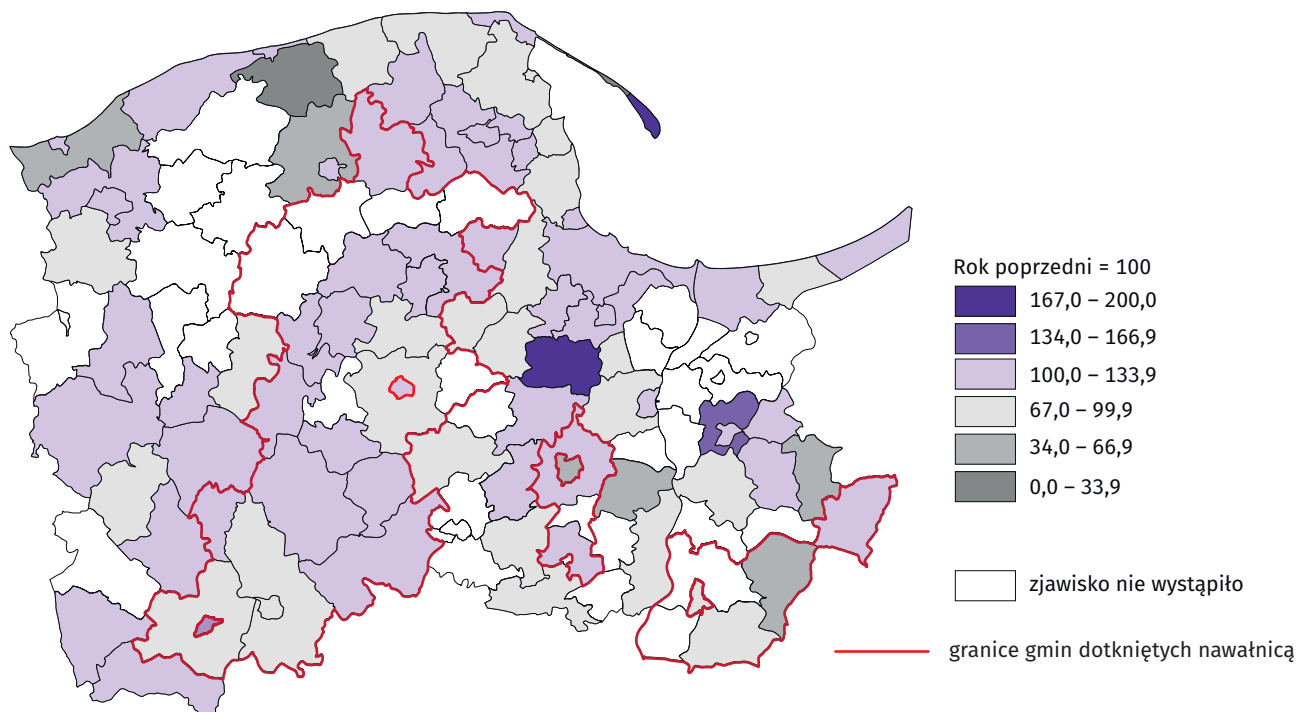 Rok poprzedni = 100
167,0 – 200,0
134,0 – 166,9
100,0 – 133,9
67,0 – 99,9
34,0 – 66,9
0,0 – 33,9
zjawisko nie wystąpiło
granice gmin dotkniętych nawałnicą